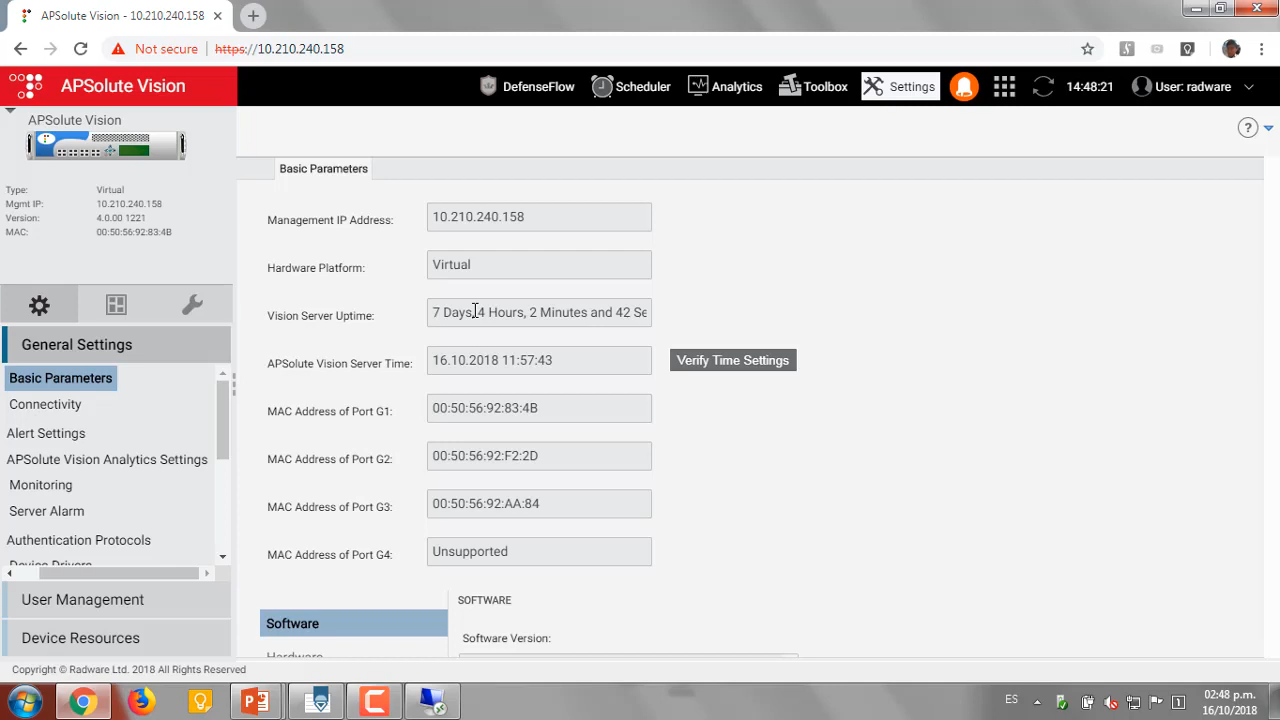 APSolute Vision - 10.210.240.158
Not secure https://10.210.240.158
APSolute Vision
DefenseFlow
Scheduler
Analytics
Toolbox
Settings
14:48:21
User: radware
APSolute Vision
Type: Virtual
Mgmt IP: 10.210.240.158
Version: 4.0.00 1221
MAC: 00:50:56:92:83:4B
General Settings
Basic Parameters
Connectivity
Alert Settings
APSolute Vision Analytics Settings
Monitoring
Server Alarm
Authentication Protocols
Device Drivers
User Management
Device Resources
Basic Parameters
Management IP Address: 10.210.240.158
Hardware Platform: Virtual
Vision Server Uptime: 7 Days, 4 Hours, 2 Minutes and 42 Se
APSolute Vision Server Time: 16.10.2018 11:57:43 Verify Time Settings
MAC Address of Port G1: 00:50:56:92:83:4B
MAC Address of Port G2: 00:50:56:92:F2:2D
MAC Address of Port G3: 00:50:56:92:AA:84
MAC Address of Port G4: Unsupported
Software
Hardware
SOFTWARE
Software Version:
Copyright © Radware Ltd. 2018 All Rights Reserved
ES
02:48 p.m.
16/10/2018